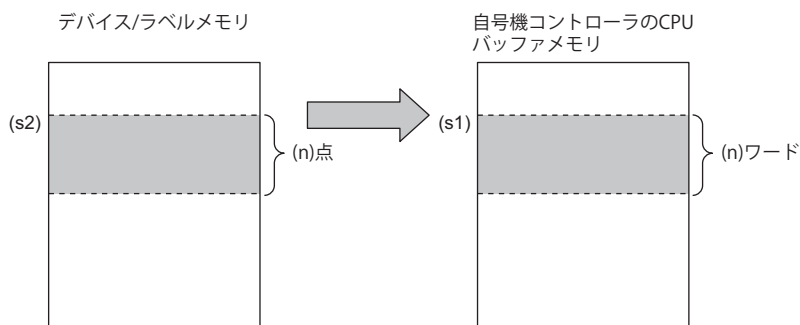 デバイス/ラベルメモリ
自号機コントローラのCPU
バッファメモリ
(s2)
(n)点
(s1)
(n)ワード